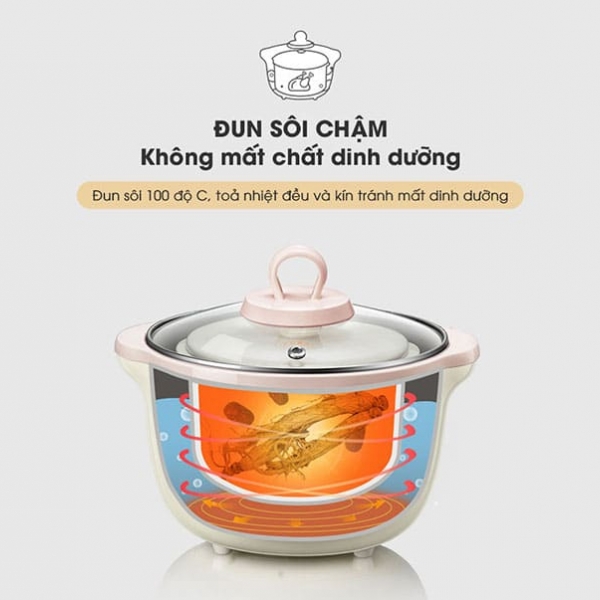 ĐUN SÔI CHẬM
Không mất chất dinh dưỡng
Đun sôi 100 độ C, toả nhiệt đều và kín tránh mất dinh dưỡng